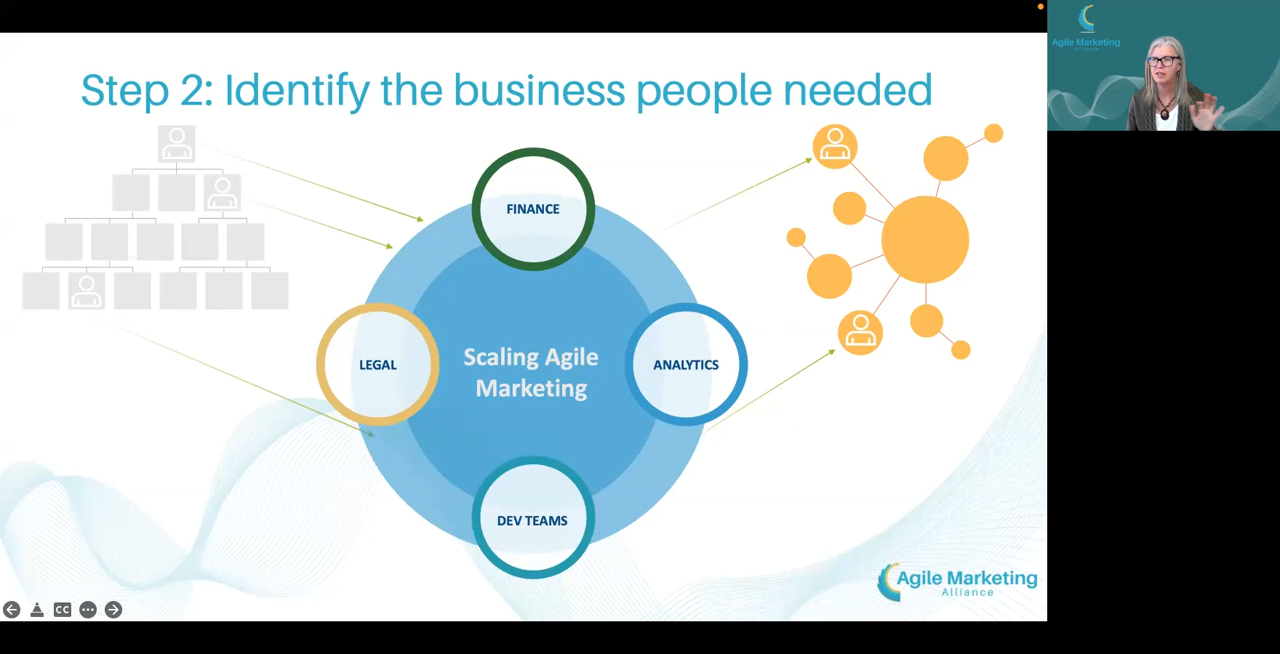 Step 2: Identify the business people needed
FINANCE
LEGAL
Scaling Agile
Marketing
ANALYTICS
DEV TEAMS
Agile Marketing
Alliance
CC
Agile Marketing
Alliance